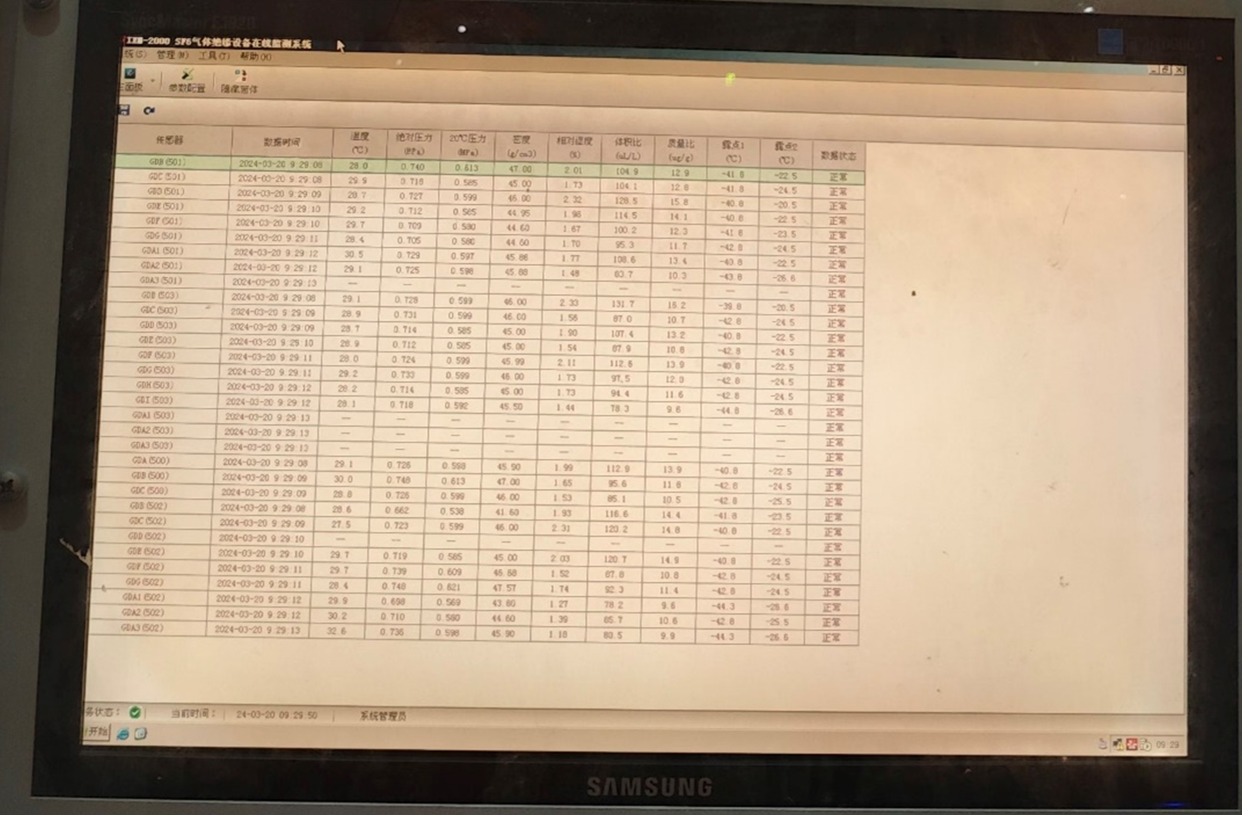 IZM-2000 SF6气体绝缘设备在线监测系统
统(S) 管理(M) 工具(T) 帮助(H)
主面板 参数配置 隐藏窗体
传感器 数据时间 温度(℃) 绝对压力(MPa) 20℃压力(MPa) 密度(g/cm3) 相对湿度(%) 体积比(uL/L) 质量比(ug/g) 露点1(℃) 露点2(℃) 数据状态
GDB(501) 2024-03-20 9:29:08 28.0 0.740 0.613 47.00 2.01 104.9 12.9 -41.8 -22.5 正常
GDC(501) 2024-03-20 9:29:08 29.9 0.718 0.585 45.00 1.73 104.1 12.8 -41.8 -24.5 正常
GDD(501) 2024-03-20 9:29:09 28.7 0.727 0.599 46.00 2.32 128.5 15.8 -40.8 -20.5 正常
GDE(501) 2024-03-20 9:29:10 29.2 0.712 0.585 44.95 1.98 114.5 14.1 -40.8 -22.5 正常
GDF(501) 2024-03-20 9:29:10 29.7 0.709 0.580 44.60 1.67 100.2 12.3 -41.8 -23.5 正常
GDG(501) 2024-03-20 9:29:11 28.4 0.705 0.580 44.60 1.70 95.3 11.7 -42.8 -24.5 正常
GDA1(501) 2024-03-20 9:29:12 30.5 0.729 0.597 45.86 1.77 108.6 13.4 -40.8 -22.5 正常
GDA2(501) 2024-03-20 9:29:12 29.1 0.725 0.598 45.88 1.48 83.7 10.3 -43.8 -26.6 正常
GDA3(501) 2024-03-20 9:29:13 — — — — — — — — — 正常
GDB(503) 2024-03-20 9:29:08 29.1 0.728 0.599 46.00 2.33 131.7 16.2 -39.8 -20.5 正常
GDC(503) 2024-03-20 9:29:09 28.9 0.731 0.599 46.00 1.56 87.0 10.7 -42.8 -24.5 正常
GDD(503) 2024-03-20 9:29:09 28.7 0.714 0.585 45.00 1.90 107.4 13.2 -40.8 -22.5 正常
GDE(503) 2024-03-20 9:29:10 28.9 0.712 0.585 45.00 1.54 87.9 10.8 -42.8 -24.5 正常
GDF(503) 2024-03-20 9:29:11 28.0 0.724 0.599 45.99 2.11 112.6 13.9 -40.8 -22.5 正常
GDG(503) 2024-03-20 9:29:11 29.2 0.733 0.599 46.00 1.73 97.5 12.0 -42.8 -24.5 正常
GDH(503) 2024-03-20 9:29:12 28.2 0.714 0.585 45.00 1.73 94.4 11.6 -42.8 -24.5 正常
GDI(503) 2024-03-20 9:29:12 28.1 0.718 0.592 45.50 1.44 78.3 9.6 -44.8 -26.6 正常
GDA1(503) 2024-03-20 9:29:13 — — — — — — — — — 正常
GDA2(503) 2024-03-20 9:29:13 — — — — — — — — — 正常
GDA3(503) 2024-03-20 9:29:13 — — — — — — — — — 正常
GDA(500) 2024-03-20 9:29:08 29.1 0.726 0.598 45.90 1.99 112.9 13.9 -40.8 -22.5 正常
GDB(500) 2024-03-20 9:29:09 30.0 0.748 0.613 47.00 1.65 95.6 11.8 -42.8 -24.5 正常
GDC(500) 2024-03-20 9:29:09 28.8 0.726 0.599 46.00 1.53 85.1 10.5 -42.8 -25.5 正常
GDB(502) 2024-03-20 9:29:08 28.6 0.662 0.538 41.60 1.93 116.6 14.4 -41.8 -23.5 正常
GDC(502) 2024-03-20 9:29:09 27.5 0.723 0.599 46.00 2.31 120.2 14.8 -40.8 -22.5 正常
GDD(502) 2024-03-20 9:29:10 — — — — — — — — — 正常
GDE(502) 2024-03-20 9:29:10 29.7 0.719 0.585 45.00 2.03 120.7 14.9 -40.8 -22.5 正常
GDF(502) 2024-03-20 9:29:11 29.7 0.739 0.609 46.68 1.52 87.8 10.8 -42.8 -24.5 正常
GDG(502) 2024-03-20 9:29:11 28.4 0.748 0.621 47.57 1.74 92.3 11.4 -42.8 -24.5 正常
GDA1(502) 2024-03-20 9:29:12 29.9 0.698 0.569 43.80 1.27 78.2 9.6 -44.3 -26.6 正常
GDA2(502) 2024-03-20 9:29:12 30.2 0.710 0.580 44.60 1.39 85.7 10.6 -42.8 -25.5 正常
GDA3(502) 2024-03-20 9:29:13 32.6 0.736 0.598 45.90 1.18 80.5 9.9 -44.3 -26.6 正常
务状态： 当前时间： 24-03-20 09:29:50 系统管理员
开始 09:29
SAMSUNG